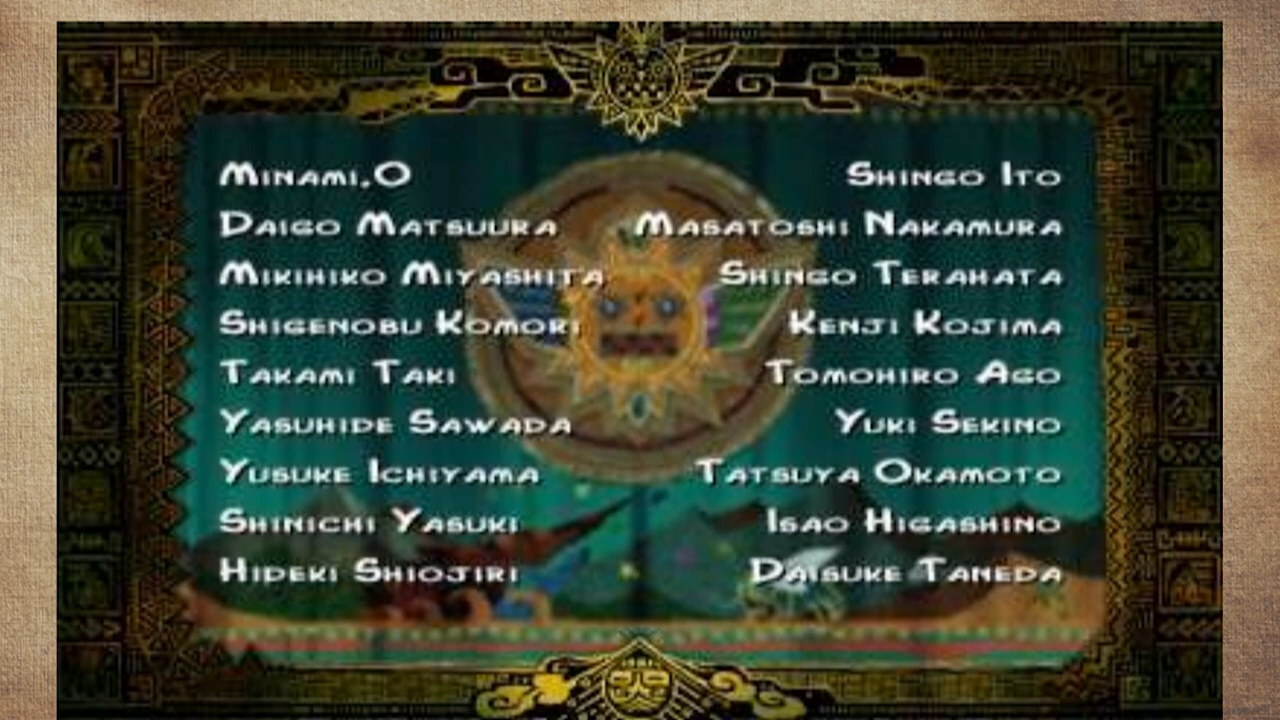 Minami.O Shingo Ito
Daigo Matsuura Masatoshi Nakamura
Mikihiko Miyashita Shingo Terahata
Shigenobu Komori Kenji Kojima
Takami Taki Tomohiro Ago
Yasuhide Sawada Yuki Sekino
Yusuke Ichiyama Tatsuya Okamoto
Shinichi Yasuki Isao Higashino
Hideki Shiojiri Daisuke Taneda